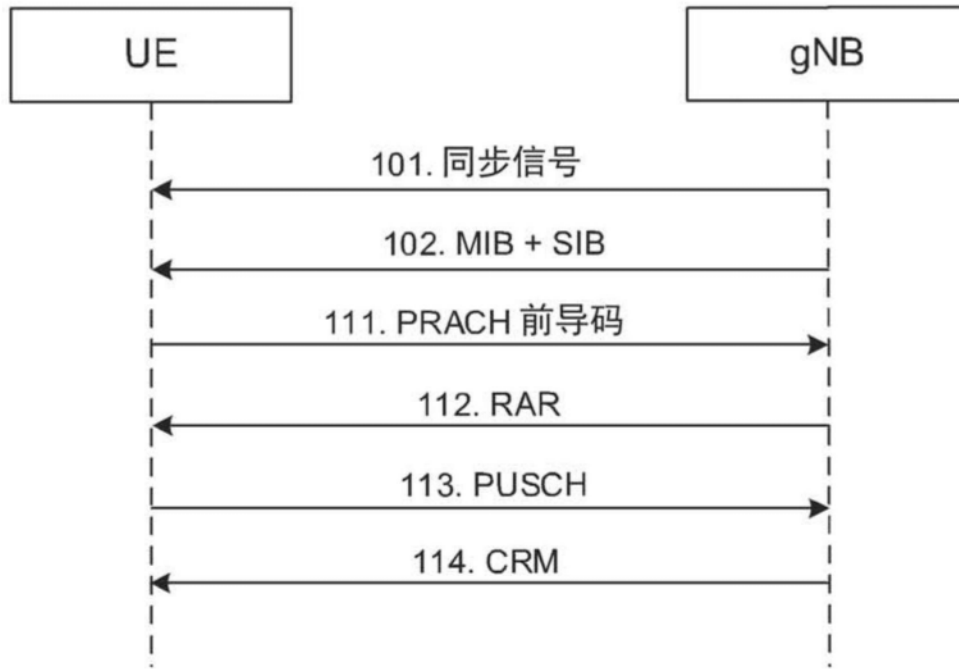 UE
gNB
101. 同步信号
102. MIB + SIB
111. PRACH 前导码
112. RAR
113. PUSCH
114. CRM